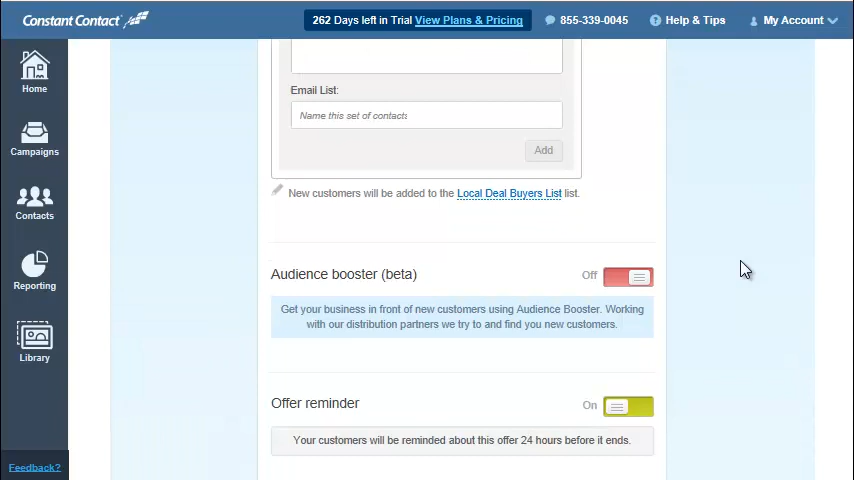 Constant Contact
262 Days left in Trial View Plans & Pricing
855-339-0045
Help & Tips
My Account
Home
Campaigns
Contacts
Reporting
Library
Feedback?
Email List:
Name this set of contacts
Add
New customers will be added to the Local Deal Buyers List list.
Audience booster (beta)
Off
Get your business in front of new customers using Audience Booster. Working
with our distribution partners we try to and find you new customers.
Offer reminder
On
Your customers will be reminded about this offer 24 hours before it ends.